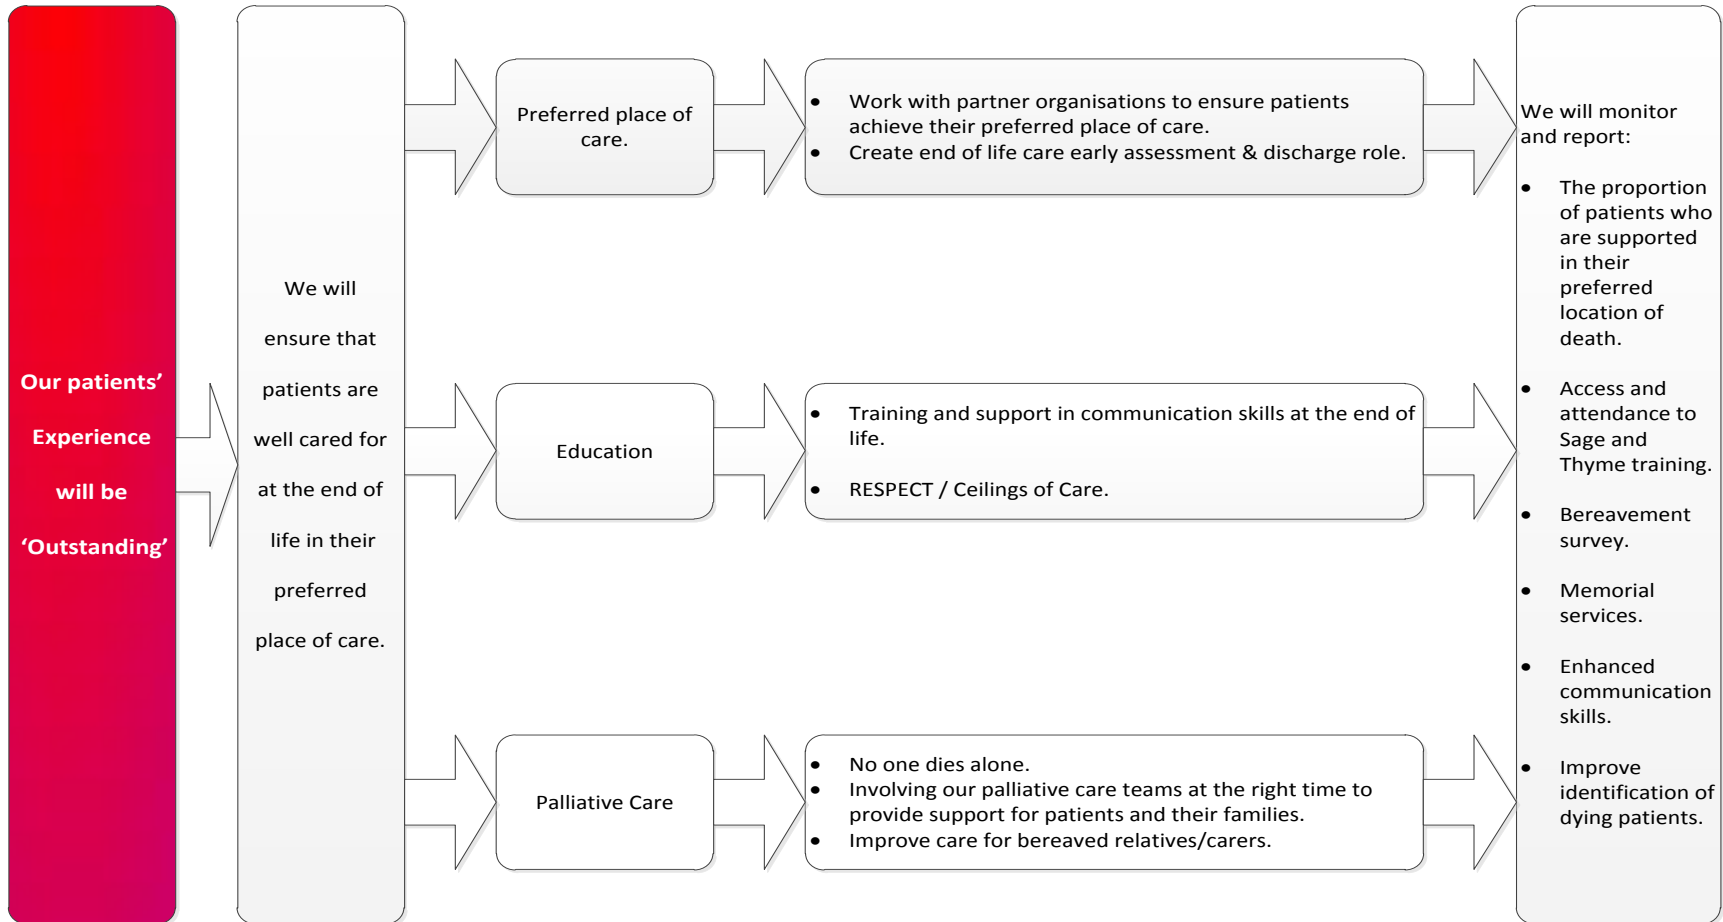 Our patients’
Experience
will be
‘Outstanding’
We will
ensure that
patients are
well cared for
at the end of
life in their
preferred
place of care.
Preferred place of
care.
• Work with partner organisations to ensure patients
achieve their preferred place of care.
• Create end of life care early assessment & discharge role.
Education
• Training and support in communication skills at the end of
life.
• RESPECT / Ceilings of Care.
Palliative Care
• No one dies alone.
• Involving our palliative care teams at the right time to
provide support for patients and their families.
• Improve care for bereaved relatives/carers.
We will monitor
and report:
• The proportion
of patients who
are supported
in their
preferred
location of
death.
• Access and
attendance to
Sage and
Thyme training.
• Bereavement
survey.
• Memorial
services.
• Enhanced
communication
skills.
• Improve
identification of
dying patients.